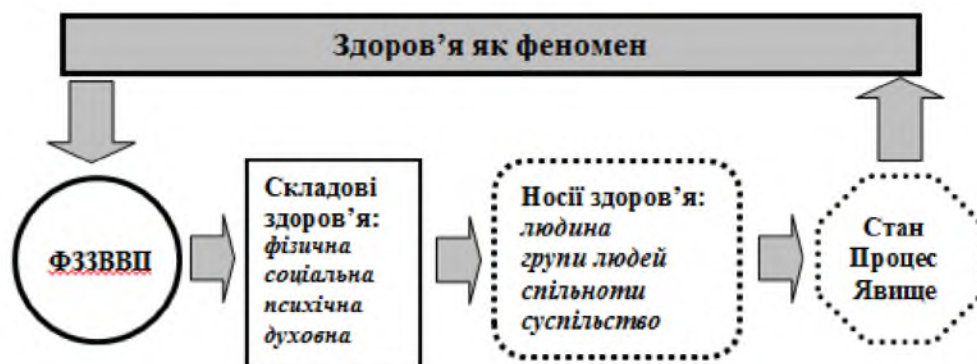 Здоров’я як феномен
ФЗЗВВП
Складові
здоров’я:
фізична
соціальна
психічна
духовна
Носії здоров’я:
людина
групи людей
спільноти
суспільство
Стан
Процес
Явище